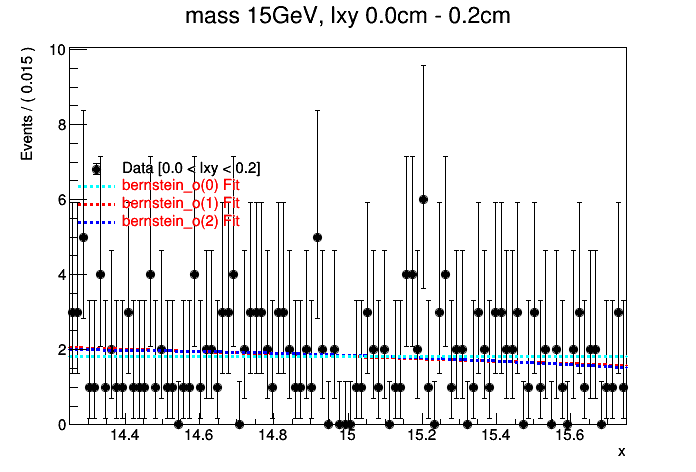 mass 15GeV, lxy 0.0cm - 0.2cm
Events / ( 0.015 )
10
8
6
4
2
0
Data [0.0 < lxy < 0.2]
bernstein_o(0) Fit
bernstein_o(1) Fit
bernstein_o(2) Fit
14.4 14.6 14.8 15 15.2 15.4 15.6
x